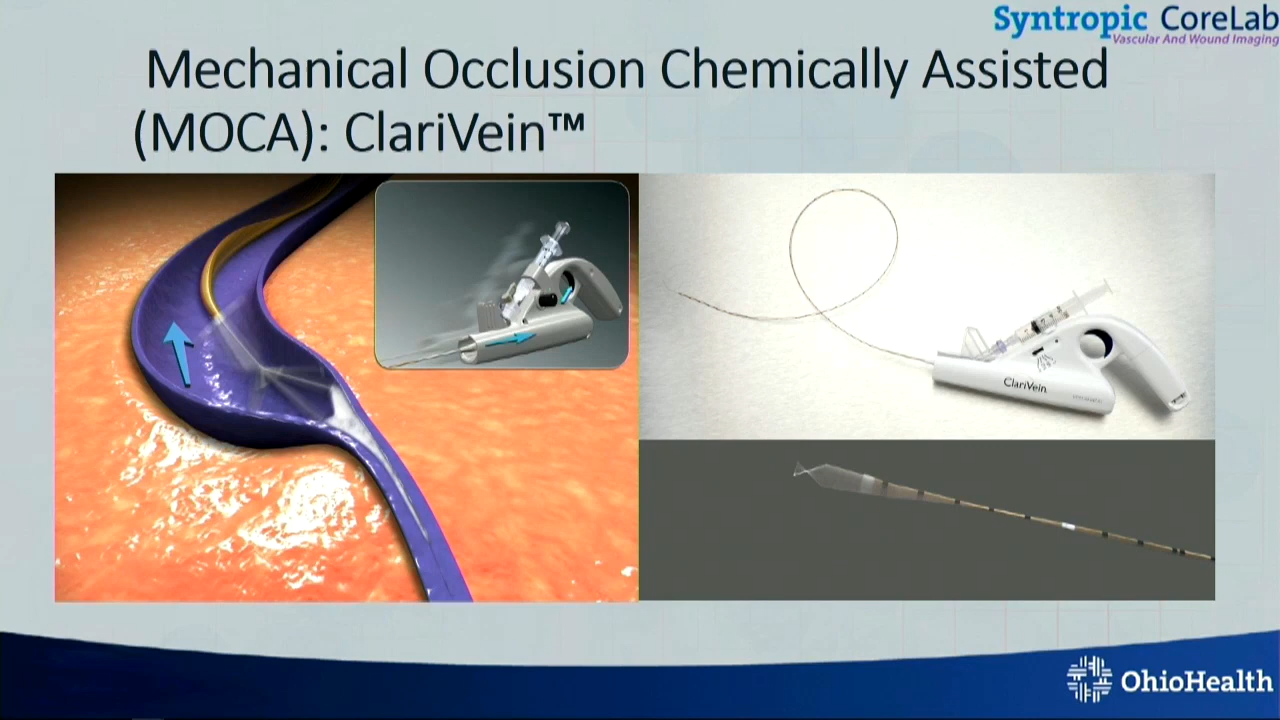 Syntropic CoreLab
Vascular And Wound Imaging
Mechanical Occlusion Chemically Assisted
(MOCA): ClariVein™
ClariVein
OhioHealth